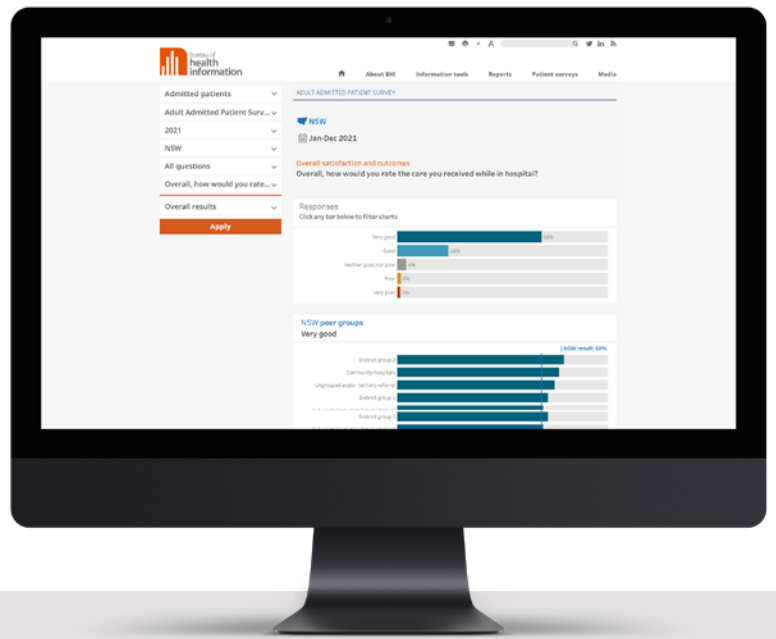 A A
bureau of
health
information
About BHI Information tools Reports Patient surveys Media
Admitted patients
Adult Admitted Patient Surv...
2021
NSW
All questions
Overall, how would you rate...
Overall results
Apply
ADULT ADMITTED PATIENT SURVEY
NSW
Jan-Dec 2021
Overall satisfaction and outcomes
Overall, how would you rate the care you received while in hospital?
Responses
Click any bar below to filter charts
Very good 68%
Good 24%
Neither good nor poor
Poor
Very poor
NSW peer groups
Very good
NSW result: 68%
District group 2
Community hospitals
Ungrouped acute - tertiary referral
District group 1
District group